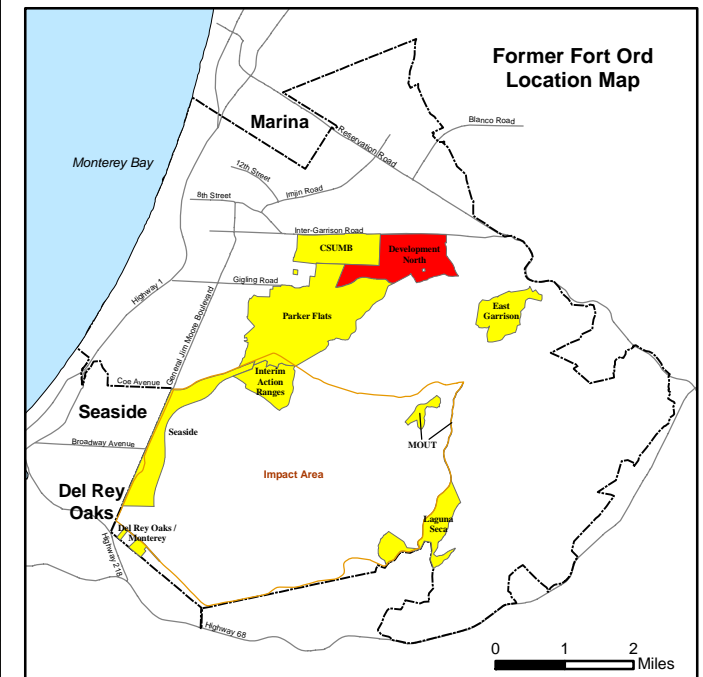 Former Fort Ord
Location Map
Marina
Blanco Road
Reservation Road
Monterey Bay
12th Street
8th Street
Imjin Road
Inter-Garrison Road
CSUMB
Development
North
Gigling Road
Highway 1
General Jim Moore Boulevard
Parker Flats
East
Garrison
Coe Avenue
Interim
Action
Ranges
Seaside
Seaside
Broadway Avenue
MOUT
Impact Area
Del Rey
Oaks
Laguna
Seca
Del Rey Oaks /
Monterey
Highway 218
Highway 68
0 1 2
Miles